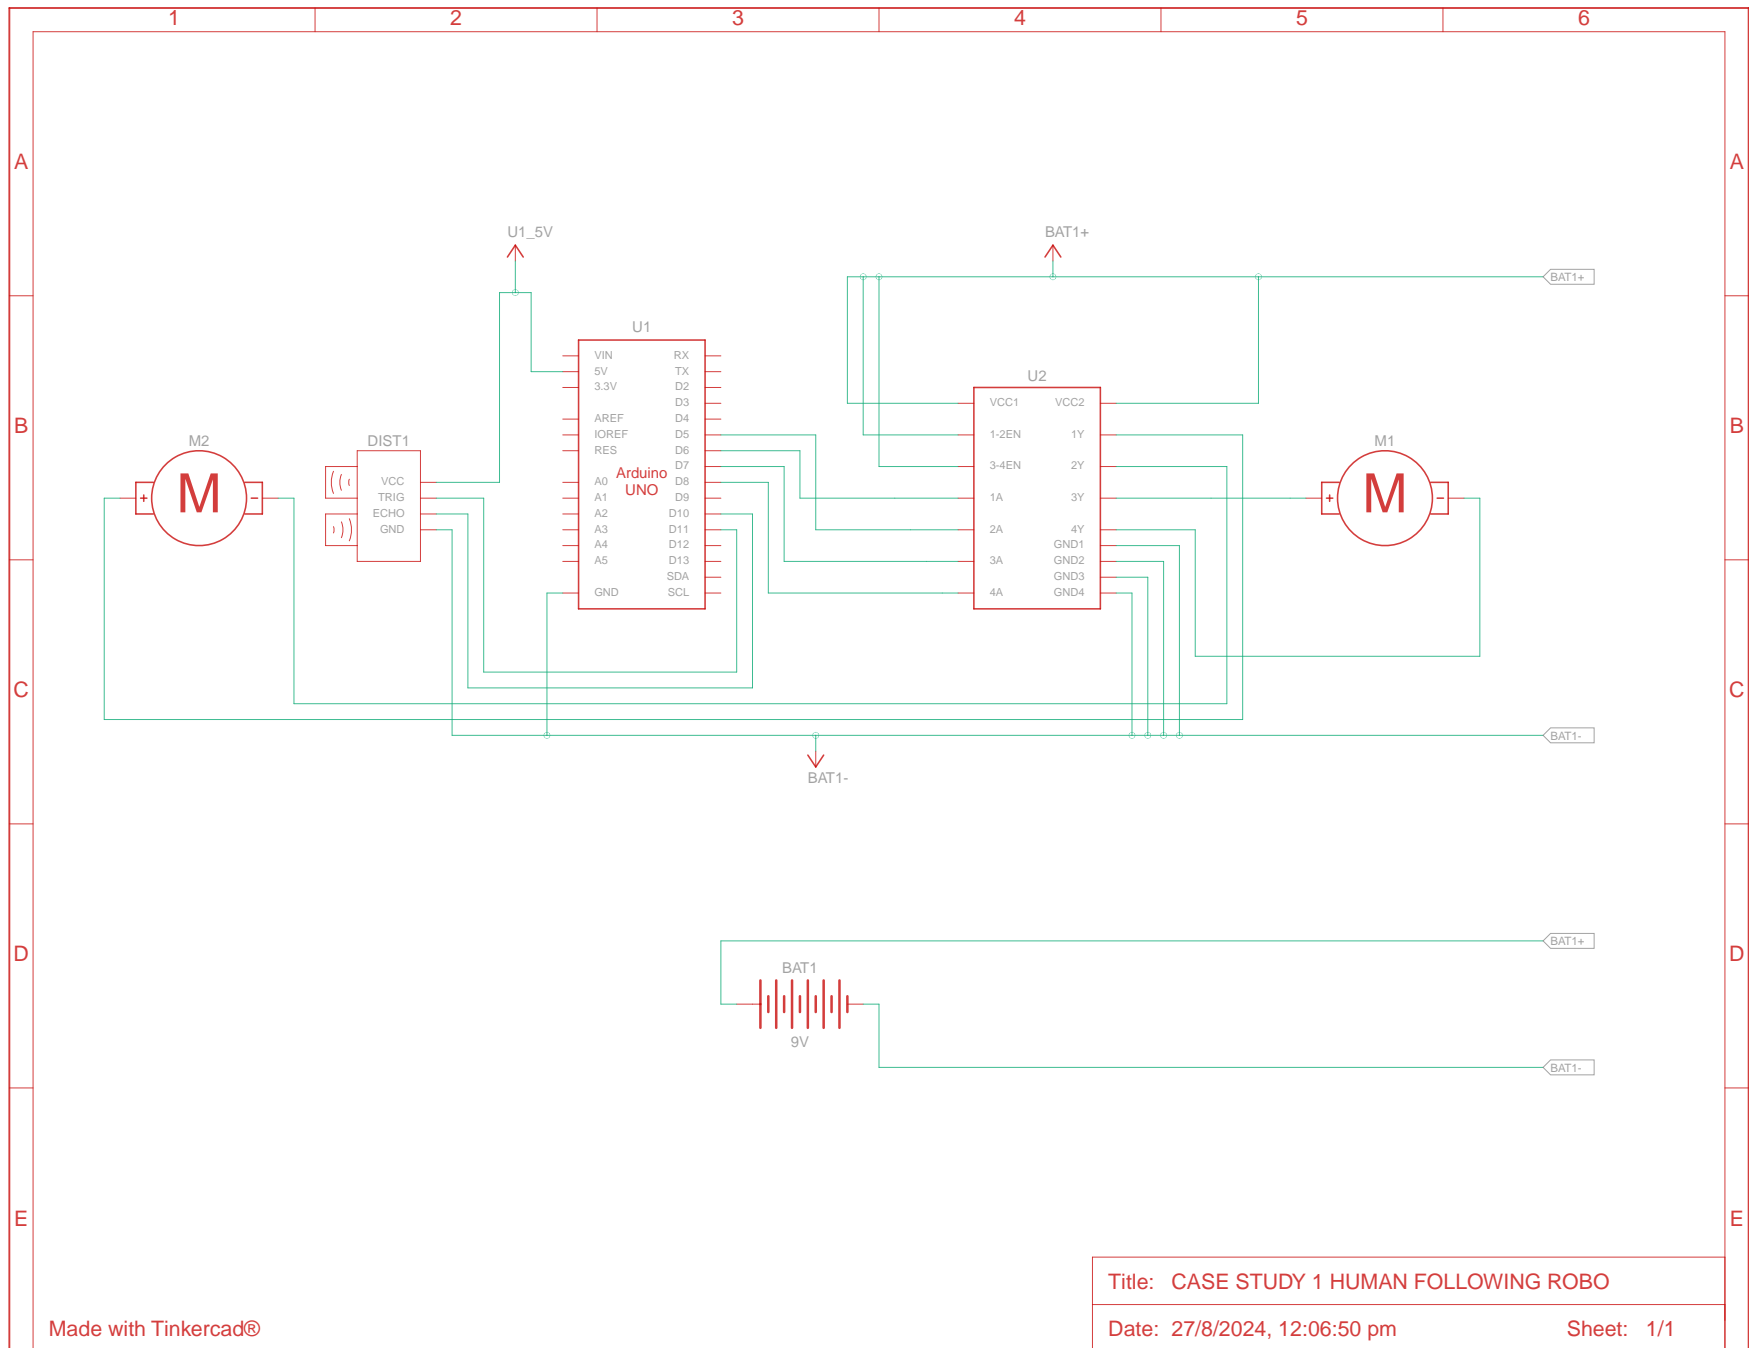 1 2 3 4 5 6
A A
U1_5V BAT1+
BAT1+
U1 U2
VIN RX
5V TX
3.3V D2
D3
AREF D4
IOREF D5
RES D6
D7
A0 D8
A1 D9
A2 D10
A3 D11
A4 D12
A5 D13
SDA
GND SCL
Arduino
UNO
VCC1 VCC2
1-2EN 1Y
3-4EN 2Y
1A 3Y
2A 4Y
GND1
3A GND2
GND3
4A GND4
B B
M2 DIST1 M1
+ M -
VCC
TRIG
ECHO
GND
+ M -
C C
BAT1-
BAT1-
D D
BAT1+
BAT1
9V
BAT1-
E E
Title: CASE STUDY 1 HUMAN FOLLOWING ROBO
Made with Tinkercad®
Date: 27/8/2024, 12:06:50 pm Sheet: 1/1